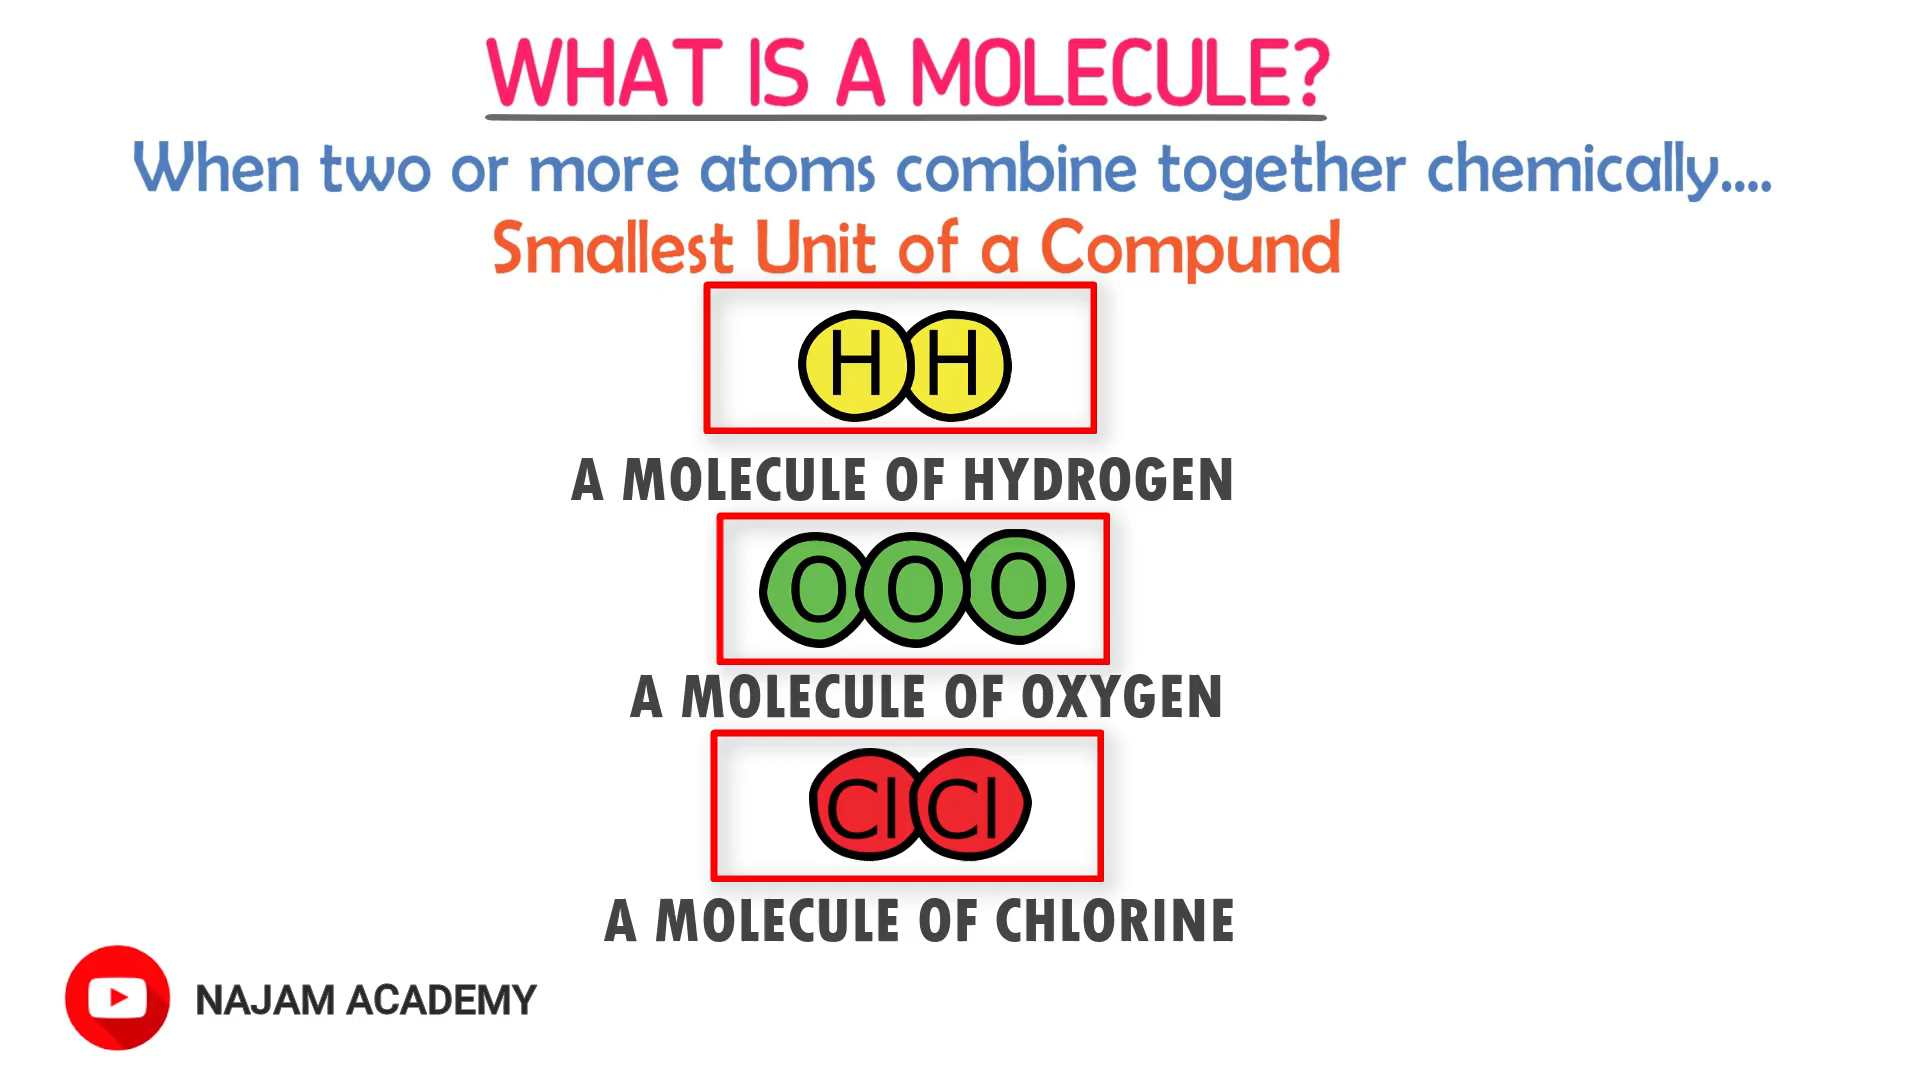 WHAT IS A MOLECULE?
When two or more atoms combine together chemically....
Smallest Unit of a Compund
H H
A MOLECULE OF HYDROGEN
O O O
A MOLECULE OF OXYGEN
Cl Cl
A MOLECULE OF CHLORINE
NAJAM ACADEMY